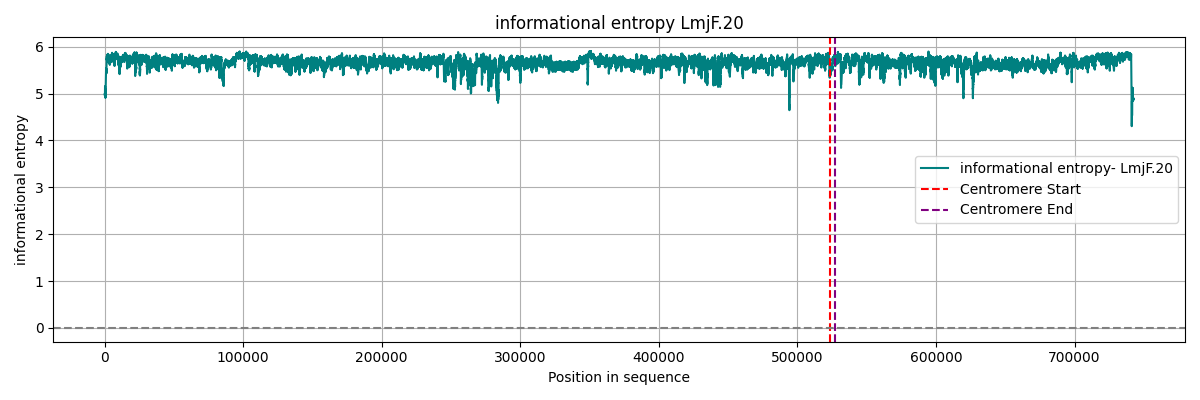 informational entropy LmjF.20
informational entropy
6
5
4
3
2
1
0
informational entropy- LmjF.20
Centromere Start
Centromere End
0 100000 200000 300000 400000 500000 600000 700000
Position in sequence